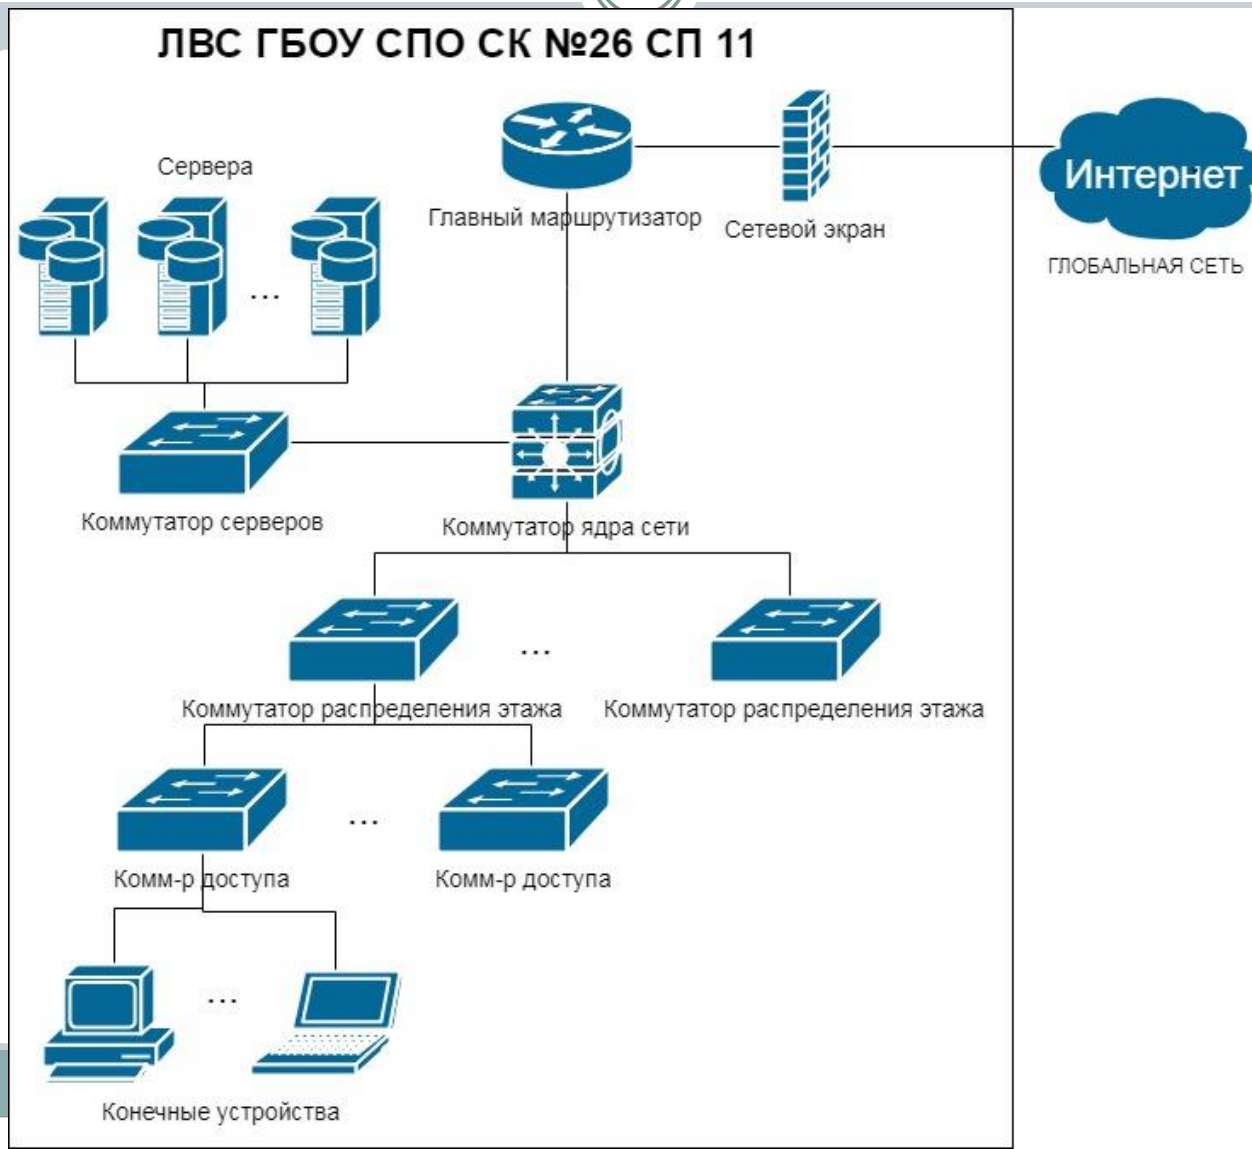 ЛВС ГБОУ СПО СК №26 СП 11
Сервера
...
Главный маршрутизатор
Сетевой экран
Интернет
ГЛОБАЛЬНАЯ СЕТЬ
Коммутатор серверов
Коммутатор ядра сети
...
Коммутатор распределения этажа
Коммутатор распределения этажа
...
Комм-р доступа
Комм-р доступа
...
Конечные устройства